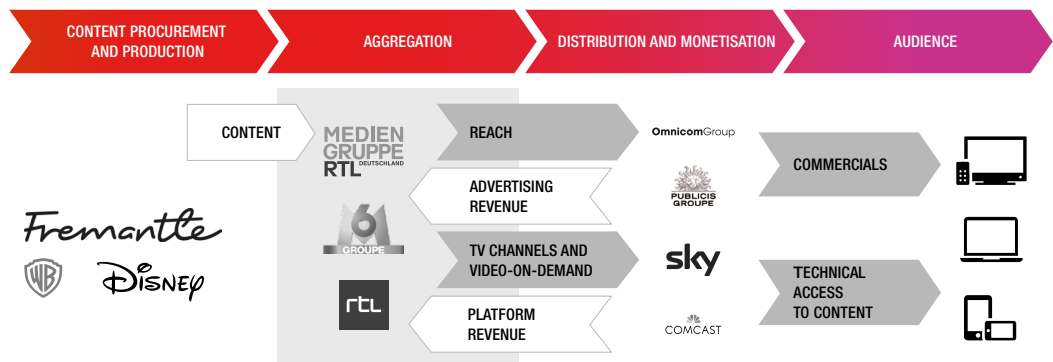 CONTENT PROCUREMENT
AND PRODUCTION
AGGREGATION
DISTRIBUTION AND MONETISATION
AUDIENCE
CONTENT
MEDIEN
GRUPPE
RTL DEUTSCHLAND
REACH
OmnicomGroup
COMMERCIALS
ADVERTISING
REVENUE
PUBLICIS
GROUPE
Fremantle
WB
Disney
6
GROUPE
TV CHANNELS AND
VIDEO-ON-DEMAND
sky
rtl
PLATFORM
REVENUE
COMCAST
TECHNICAL
ACCESS
TO CONTENT